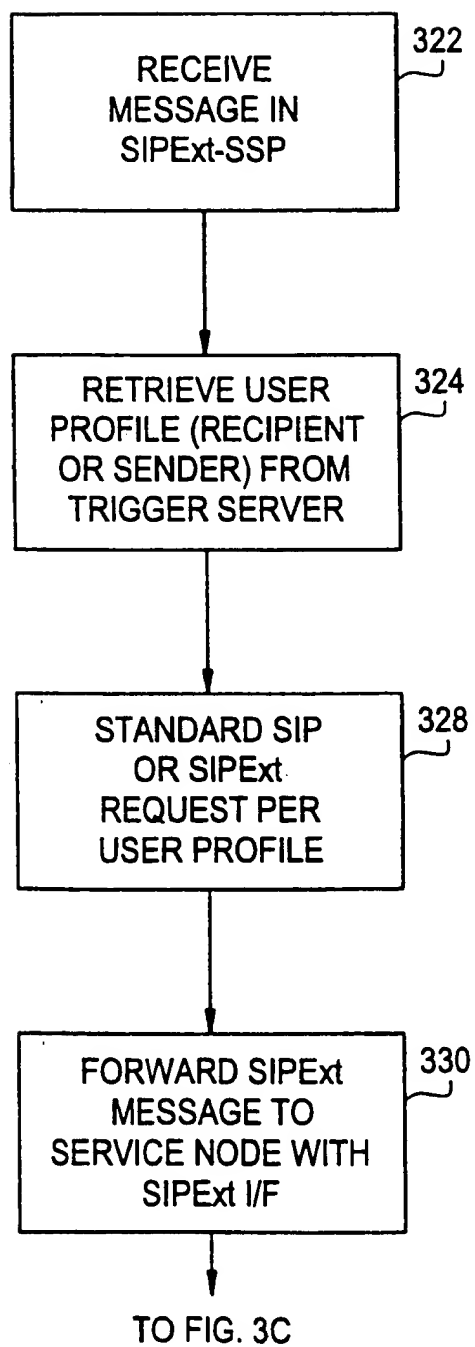 322
RECEIVE
MESSAGE IN
SIPExt-SSP
324
RETRIEVE USER
PROFILE (RECIPIENT
OR SENDER) FROM
TRIGGER SERVER
328
STANDARD SIP
OR SIPExt
REQUEST PER
USER PROFILE
330
FORWARD SIPExt
MESSAGE TO
SERVICE NODE WITH
SIPExt I/F
TO FIG. 3C